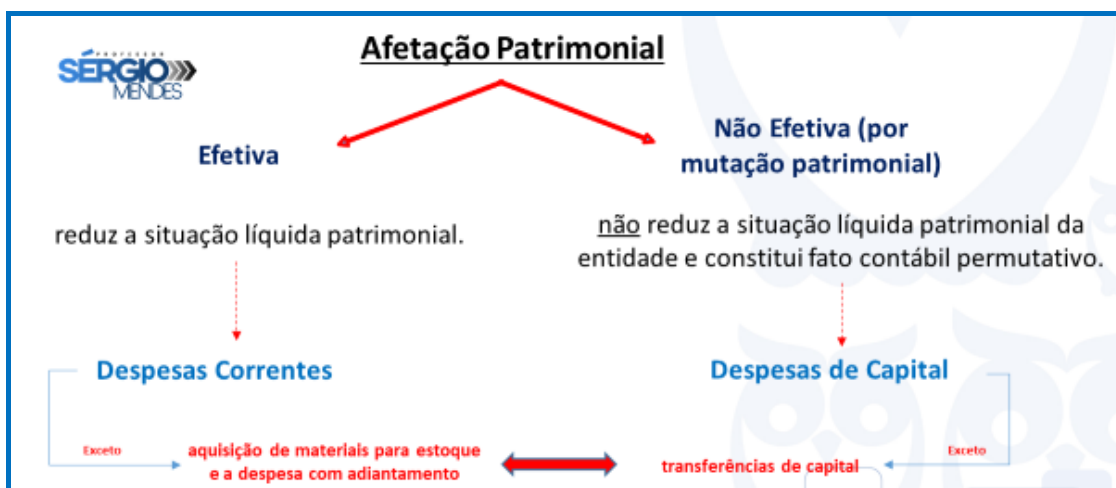 Afetação Patrimonial
PROFESSOR
SÉRGIO
MENDES
Efetiva
Não Efetiva (por
mutação patrimonial)
reduz a situação líquida patrimonial.
não reduz a situação líquida patrimonial da
entidade e constitui fato contábil permutativo.
Despesas Correntes
Despesas de Capital
Exceto
aquisição de materiais para estoque
e a despesa com adiantamento
transferências de capital
Exceto